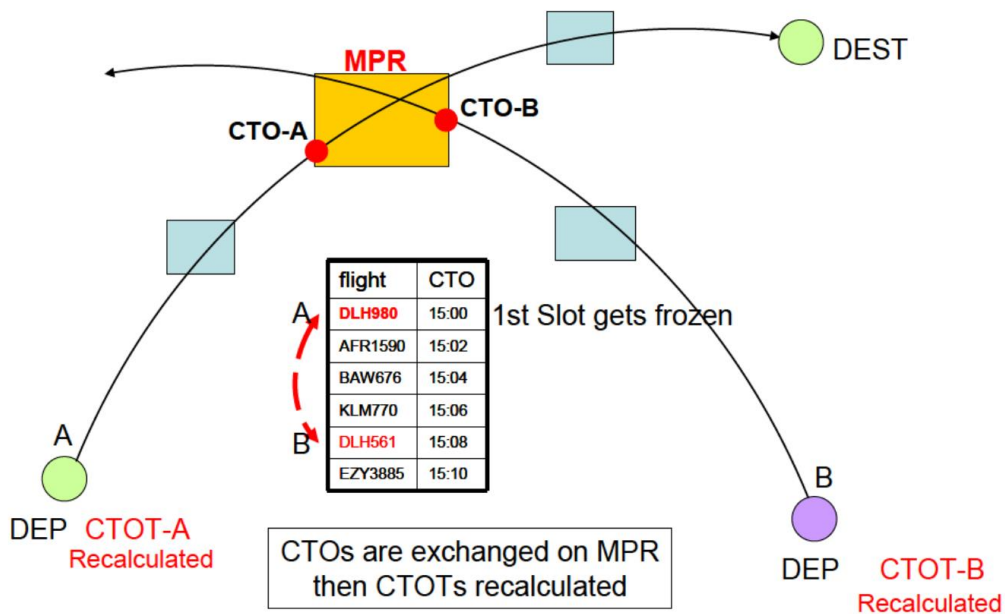 DEST
MPR
CTO-B
CTO-A
flight CTO
A DLH980 15:00 1st Slot gets frozen
AFR1590 15:02
BAW676 15:04
KLM770 15:06
B DLH561 15:08
EZY3885 15:10
A
DEP CTOT-A
Recalculated
B
DEP CTOT-B
Recalculated
CTOs are exchanged on MPR
then CTOTs recalculated